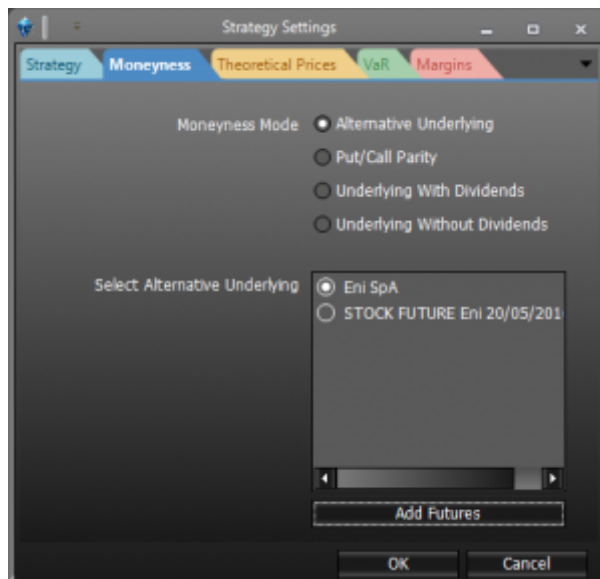 Strategy Settings
Strategy Moneyness Theoretical Prices VaR Margins
Moneyness Mode Alternative Underlying
Put/Call Parity
Underlying With Dividends
Underlying Without Dividends
Select Alternative Underlying Eni SpA
STOCK FUTURE Eni 20/05/201
Add Futures
OK Cancel